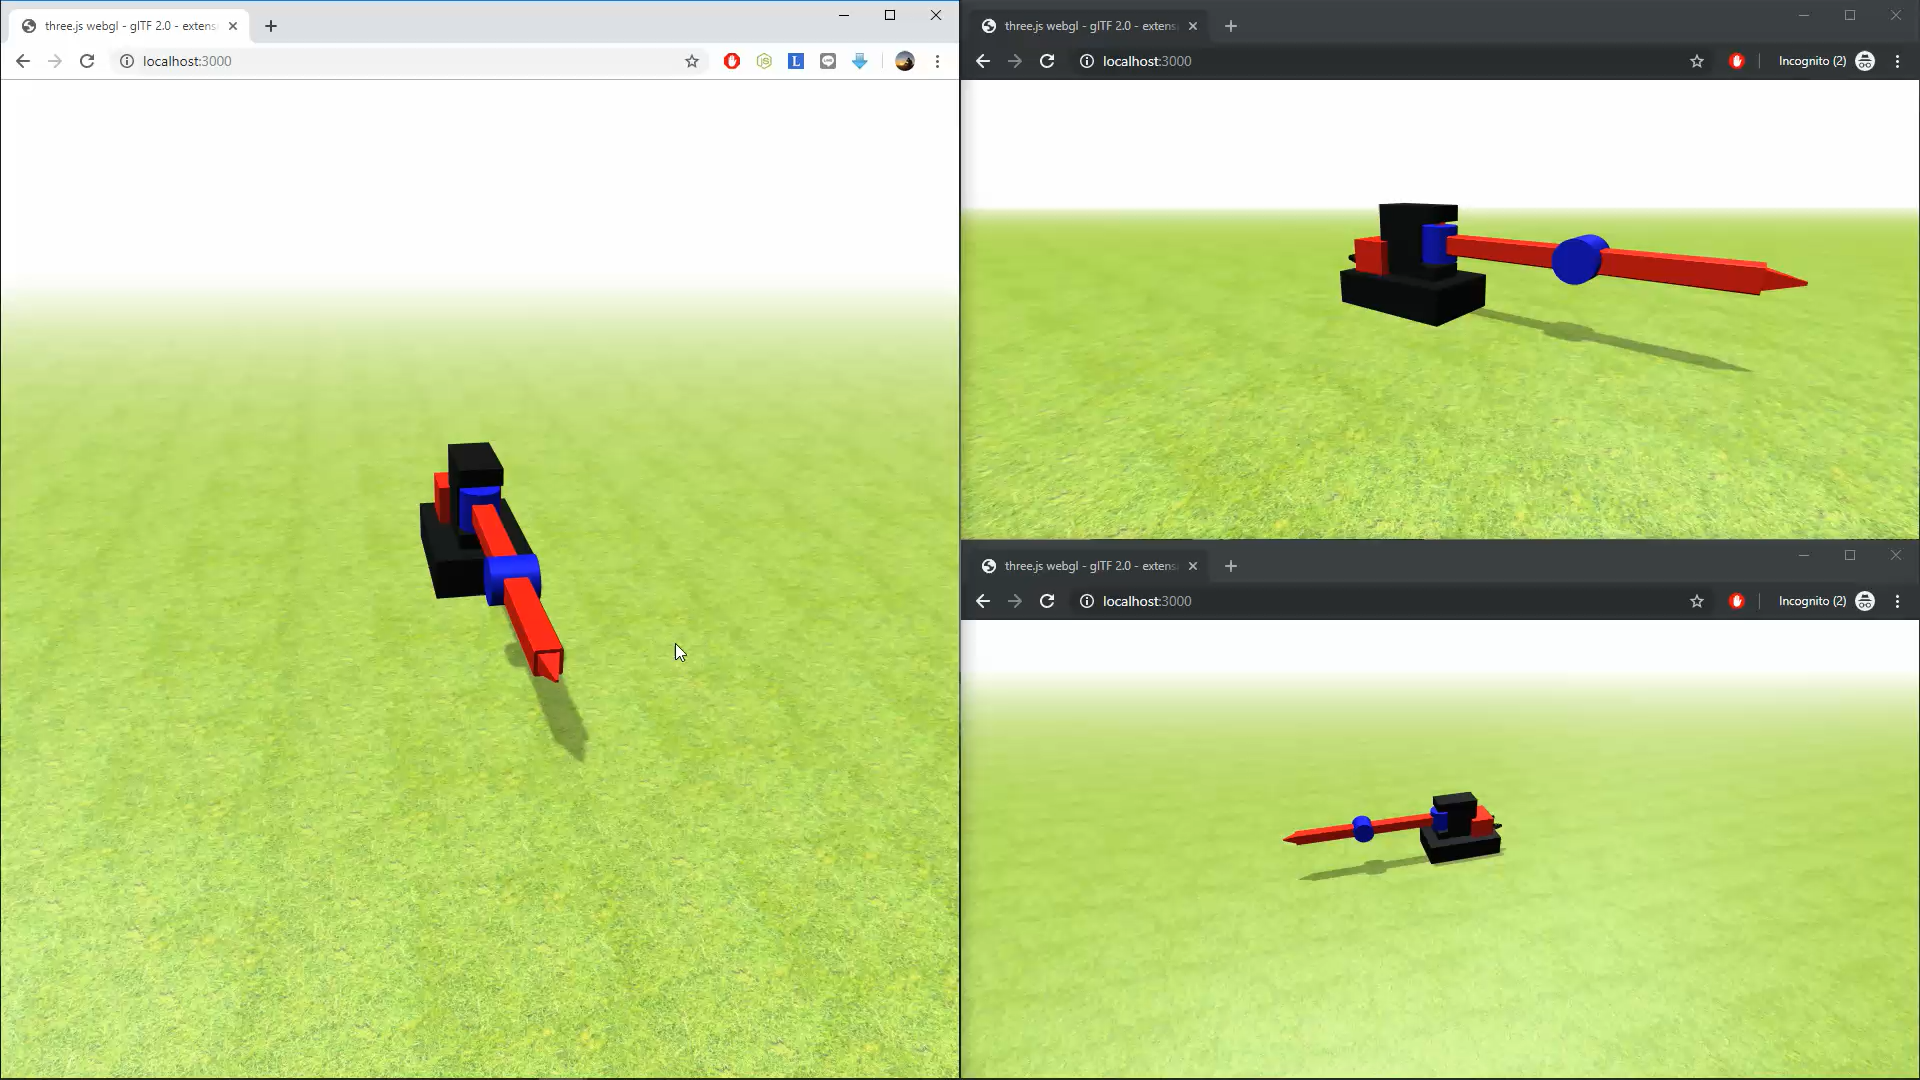 three.js webgl - glTF 2.0 - extens
localhost:3000
L
three.js webgl - glTF 2.0 - extens
localhost:3000
Incognito (2)
three.js webgl - glTF 2.0 - extens
localhost:3000
Incognito (2)